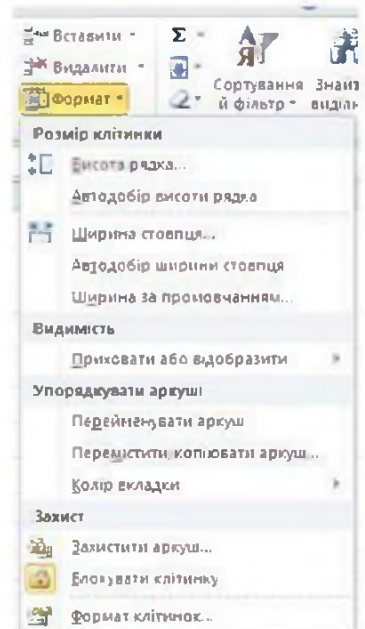 Вставити
Σ
Видалити
Формат
Сортування
й фільтр
Розмір клітинки
Висота рядка...
Автодобір висоти рядка
Ширина стовпця...
Автодобір ширини стовпця
Ширина за промовчанням...
Видимість
Приховати або відобразити
Упорядкувати аркуші
Перейменувати аркуш
Перемістити/копіювати аркуш...
Колір вкладки
Захист
Захистити аркуш...
Блокувати клітинку
Формат клітинок...